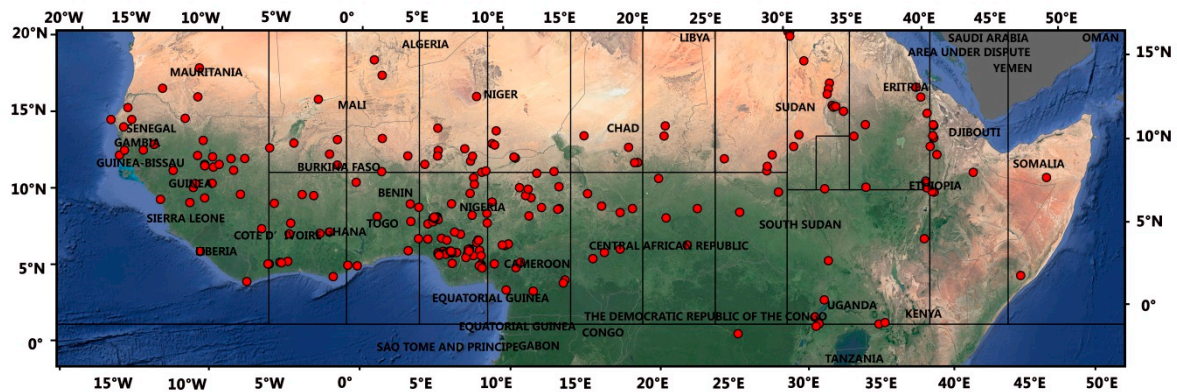 15°W 10°W 5°W 0° 5°E 10°E 15°E 20°E 25°E 30°E 35°E 40°E 45°E 50°E
20°N
15°N
10°N
5°N
0°
15°N
10°N
5°N
0°
ALGERIA
LIBYA
SAUDI ARABIA
OMAN
AREA UNDER DISPUTE
YEMEN
MAURITANIA
MALI
NIGER
CHAD
SUDAN
ERITREA
SENEGAL
GAMBIA
GUINEA-BISSAU
BURKINA FASO
DJIBOUTI
SOMALIA
GUINEA
BENIN
NIGERIA
ETHIOPIA
SIERRA LEONE
TOGO
SOUTH SUDAN
COTE D' IVOIRE
GHANA
LIBERIA
CENTRAL AFRICAN REPUBLIC
CAMEROON
EQUATORIAL GUINEA
UGANDA
KENYA
THE DEMOCRATIC REPUBLIC OF THE CONGO
EQUATORIAL GUINEA
CONGO
SAO TOME AND PRINCIPE
GABON
TANZANIA
15°W 10°W 5°W 0° 5°E 10°E 15°E 20°E 25°E 30°E 35°E 40°E 45°E 50°E